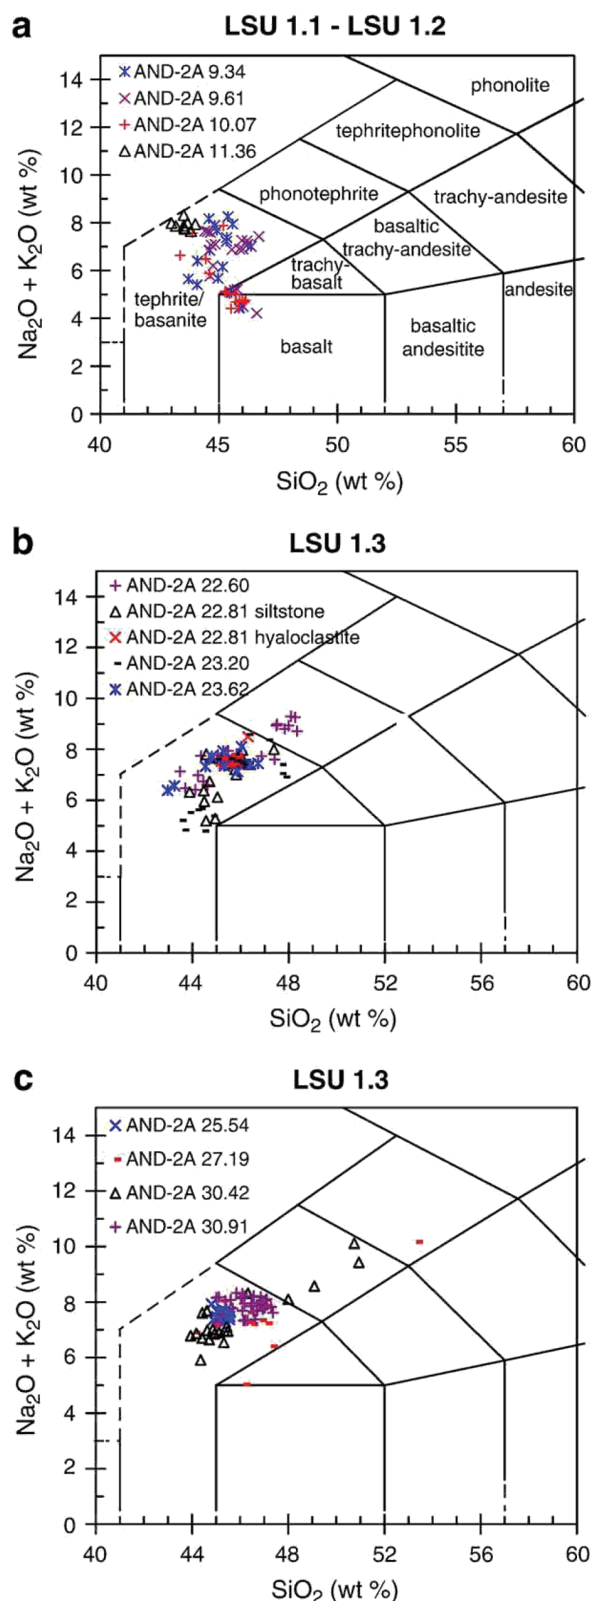 a
LSU 1.1 - LSU 1.2
AND-2A 9.34
AND-2A 9.61
AND-2A 10.07
AND-2A 11.36
phonolite
tephritephonolite
phonotephrite
trachy-andesite
basaltic
trachy-andesite
trachy-
basalt
andesite
tephrite/
basanite
basalt
basaltic
andesitite
14
12
10
8
6
4
2
0
Na2O + K2O (wt %)
40 45 50 55 60
SiO2 (wt %)
b
LSU 1.3
AND-2A 22.60
AND-2A 22.81 siltstone
AND-2A 22.81 hyaloclastite
AND-2A 23.20
AND-2A 23.62
14
12
10
8
6
4
2
0
Na2O + K2O (wt %)
40 44 48 52 56 60
SiO2 (wt %)
c
LSU 1.3
AND-2A 25.54
AND-2A 27.19
AND-2A 30.42
AND-2A 30.91
14
12
10
8
6
4
2
0
Na2O + K2O (wt %)
40 44 48 52 56 60
SiO2 (wt %)